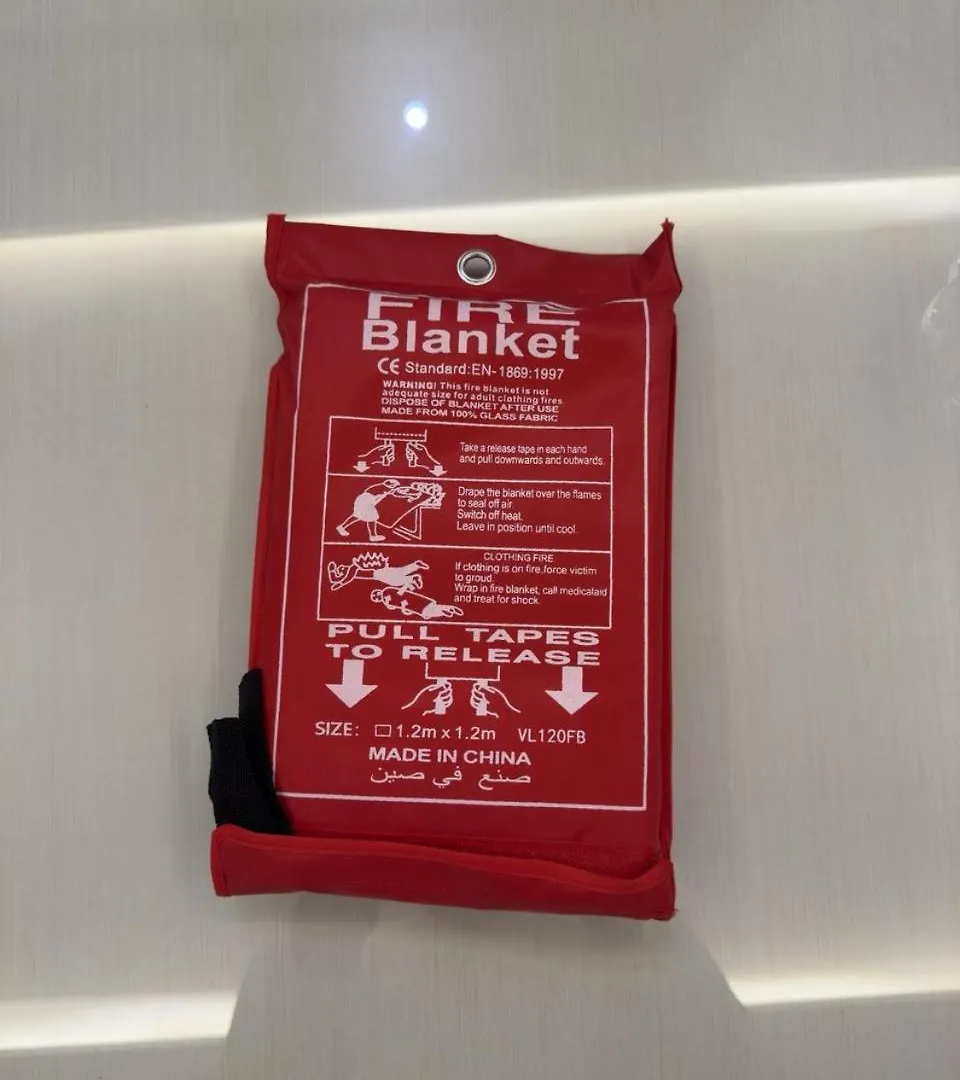 FIRE
Blanket
CE Standard:EN-1869:1997
WARNING! This fire blanket is not
adequate size for adult clothing fires
DISPOSE OF BLANKET AFTER USE
MADE FROM 100% GLASS FABRIC
Take a release tape in each hand
and pull downwards and outwards.
Drape the blanket over the flames
to seal off air.
Switch off heat.
Leave in position until cool.
CLOTHING FIRE
If clothing is on fire,force victim
to groud.
Wrap in fire blanket, call medicataid
and treat for shock.
PULL TAPES
TO RELEASE
SIZE: □ 1.2m x 1.2m VL120FB
MADE IN CHINA
صنع في صين